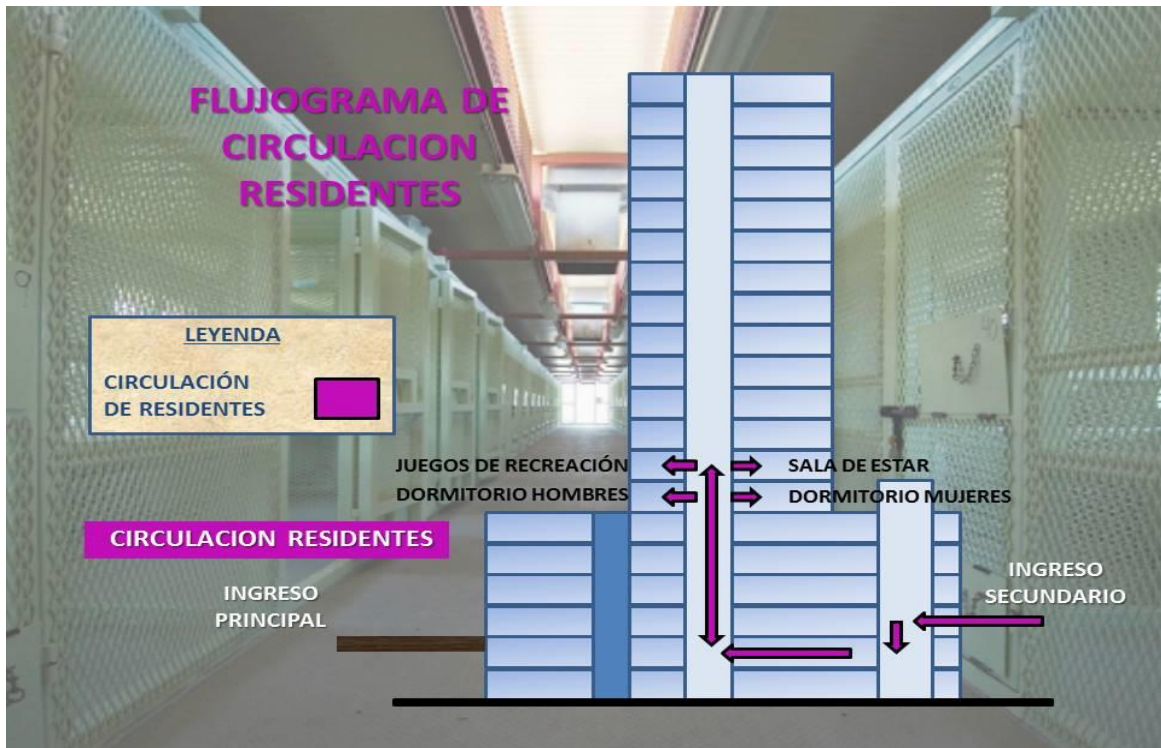 FLUJOGRAMA DE
CIRCULACION
RESIDENTES
LEYENDA
CIRCULACIÓN
DE RESIDENTES
JUEGOS DE RECREACIÓN
SALA DE ESTAR
DORMITORIO HOMBRES
DORMITORIO MUJERES
CIRCULACION RESIDENTES
INGRESO
PRINCIPAL
INGRESO
SECUNDARIO